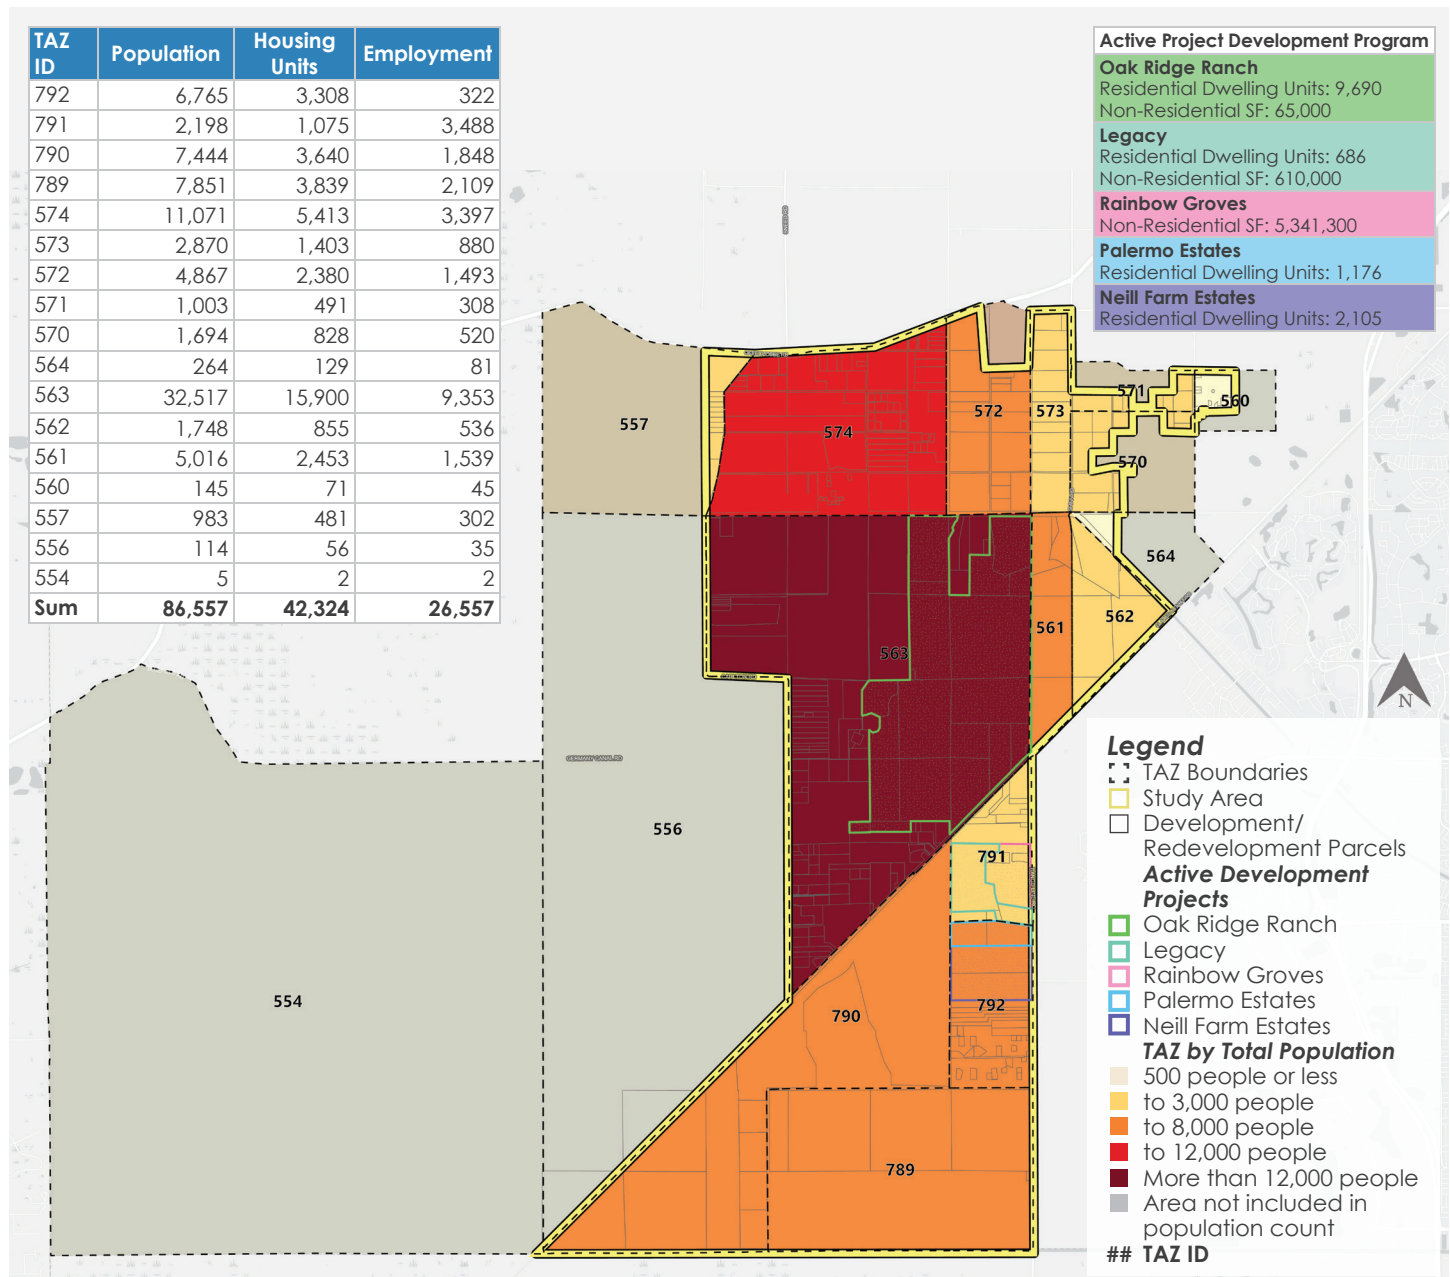 TAZ ID Population Housing Units Employment
792 6,765 3,308 322
791 2,198 1,075 3,488
790 7,444 3,640 1,848
789 7,851 3,839 2,109
574 11,071 5,413 3,397
573 2,870 1,403 880
572 4,867 2,380 1,493
571 1,003 491 308
570 1,694 828 520
564 264 129 81
563 32,517 15,900 9,353
562 1,748 855 536
561 5,016 2,453 1,539
560 145 71 45
557 983 481 302
556 114 56 35
554 5 2 2
Sum 86,557 42,324 26,557
Active Project Development Program
Oak Ridge Ranch
Residential Dwelling Units: 9,690
Non-Residential SF: 65,000
Legacy
Residential Dwelling Units: 686
Non-Residential SF: 610,000
Rainbow Groves
Non-Residential SF: 5,341,300
Palermo Estates
Residential Dwelling Units: 1,176
Neill Farm Estates
Residential Dwelling Units: 2,105
557
574
572
573
571
560
570
564
562
561
563
GERMANY CANAL RD
556
791
554
790
792
789
N
Legend
TAZ Boundaries
Study Area
Development/
Redevelopment Parcels
Active Development
Projects
Oak Ridge Ranch
Legacy
Rainbow Groves
Palermo Estates
Neill Farm Estates
TAZ by Total Population
500 people or less
to 3,000 people
to 8,000 people
to 12,000 people
More than 12,000 people
Area not included in
population count
## TAZ ID